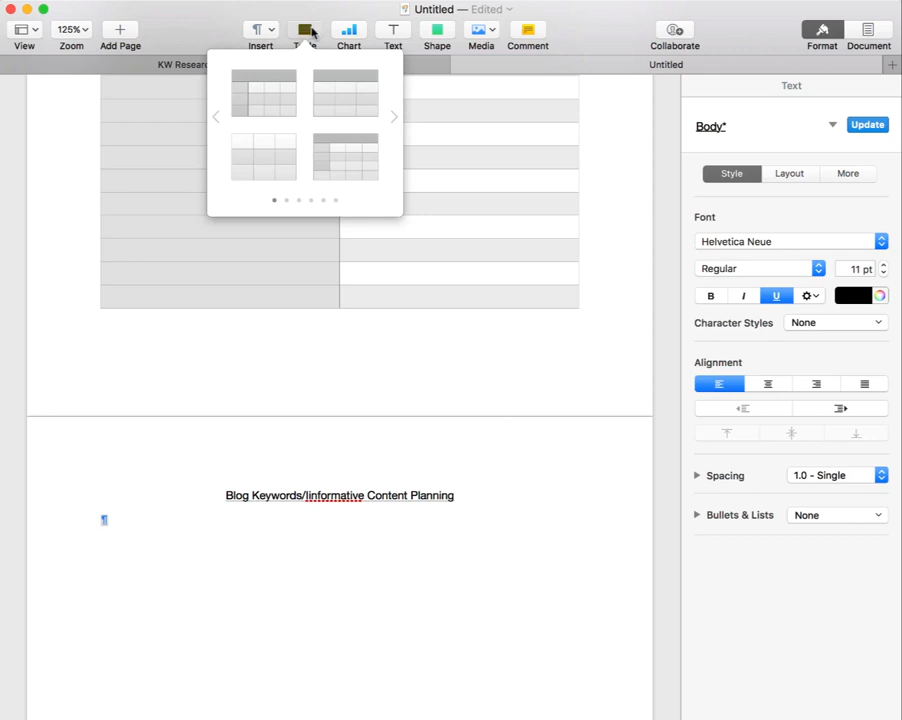 Untitled — Edited
125%
View
Zoom
Add Page
Insert
Chart
Text
Shape
Media
Comment
Collaborate
Format
Document
KW Resear
Untitled
Text
Body*
Update
Style
Layout
More
Font
Helvetica Neue
Regular
11 pt
B
I
U
Character Styles
None
Alignment
Spacing
1.0 - Single
Bullets & Lists
None
Blog Keywords/Iinformative Content Planning